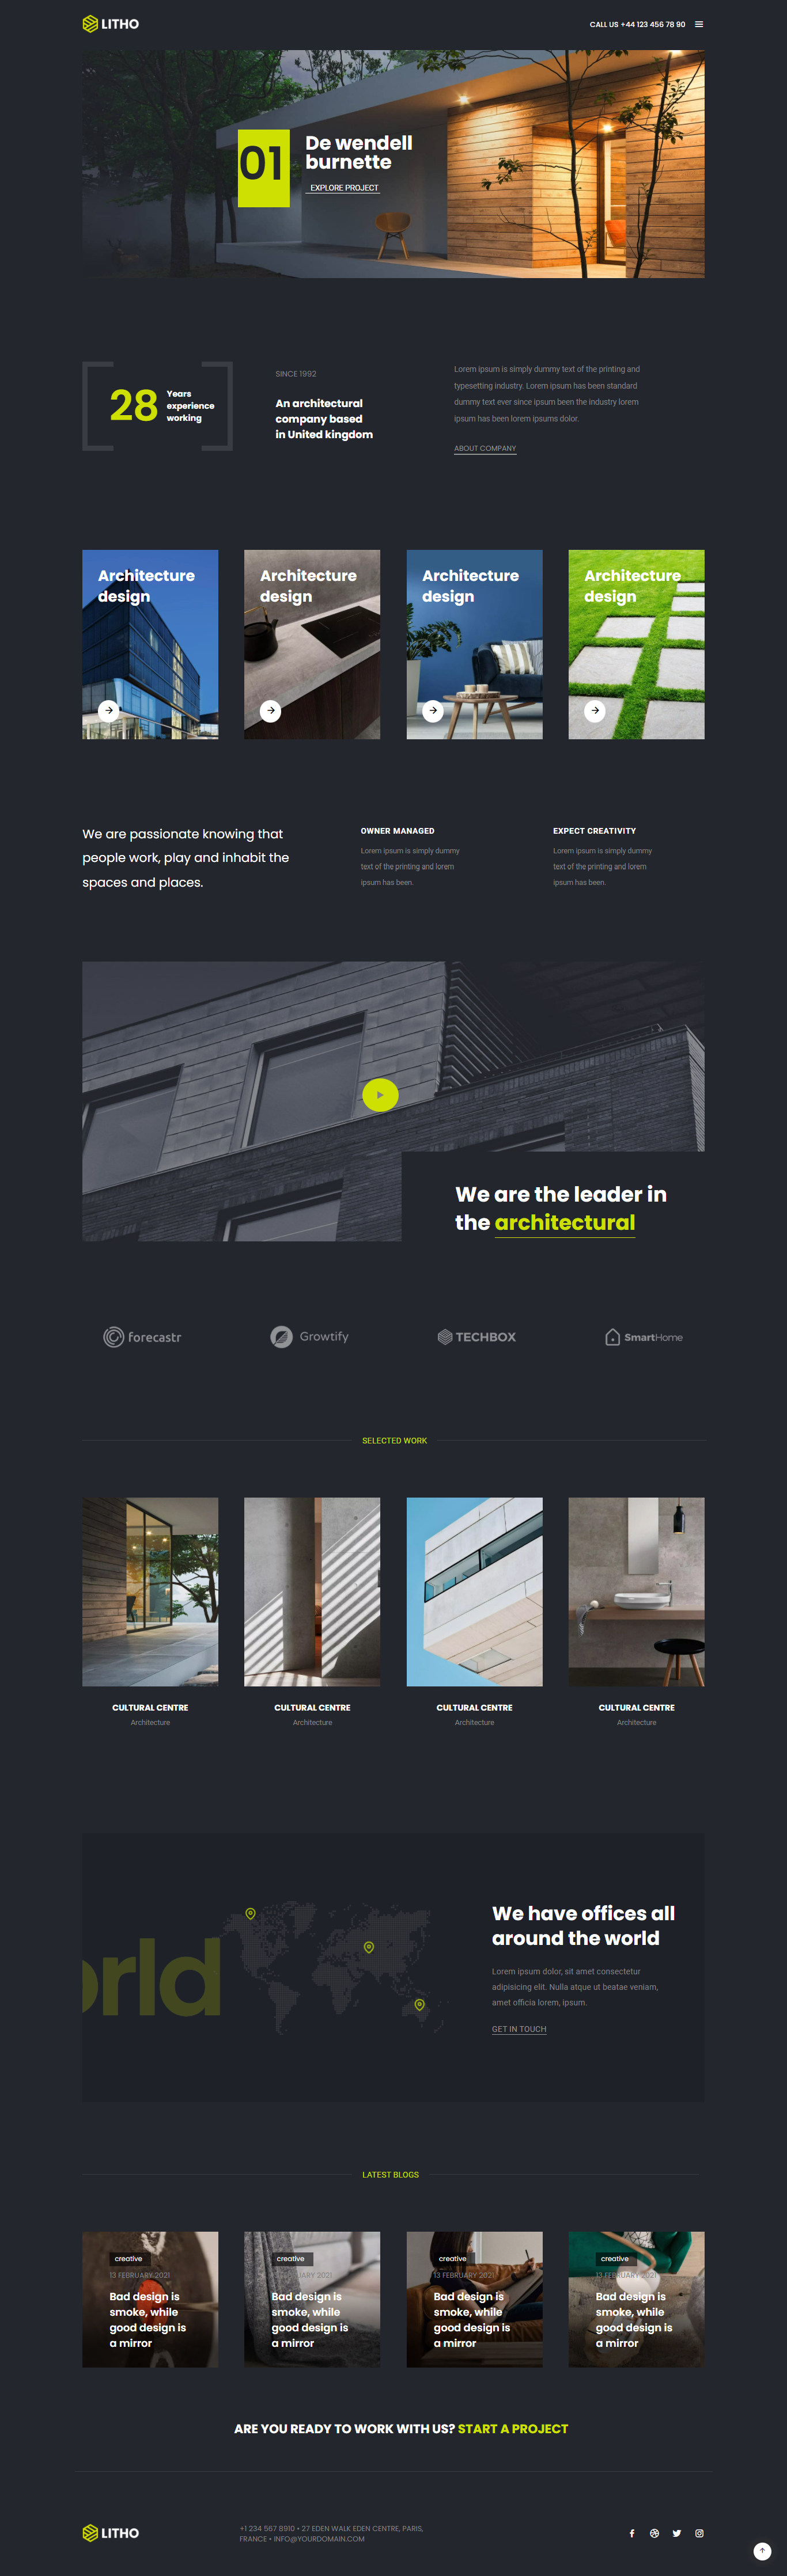 LITHO
CALL US +44 123 456 78 90
01
De wendell
burnette
EXPLORE PROJECT
28
Years
experience
working
SINCE 1992
An architectural
company based
in United kingdom
Lorem ipsum is simply dummy text of the printing and
typesetting industry. Lorem ipsum has been standard
dummy text ever since ipsum been the industry lorem
ipsum has been lorem ipsums dolor.
ABOUT COMPANY
Architecture
design
Architecture
design
Architecture
design
Architecture
design
We are passionate knowing that
people work, play and inhabit the
spaces and places.
OWNER MANAGED
Lorem ipsum is simply dummy
text of the printing and lorem
ipsum has been.
EXPECT CREATIVITY
Lorem ipsum is simply dummy
text of the printing and lorem
ipsum has been.
We are the leader in
the architectural
forecastr
Growtify
TECHBOX
SmartHome
SELECTED WORK
CULTURAL CENTRE
Architecture
CULTURAL CENTRE
Architecture
CULTURAL CENTRE
Architecture
CULTURAL CENTRE
Architecture
orld
We have offices all
around the world
Lorem ipsum dolor, sit amet consectetur
adipisicing elit. Nulla atque ut beatae veniam,
amet officia lorem, ipsum.
GET IN TOUCH
LATEST BLOGS
creative
13 FEBRUARY 2021
Bad design is
smoke, while
good design is
a mirror
creative
13 FEBRUARY 2021
Bad design is
smoke, while
good design is
a mirror
creative
13 FEBRUARY 2021
Bad design is
smoke, while
good design is
a mirror
creative
13 FEBRUARY 2021
Bad design is
smoke, while
good design is
a mirror
ARE YOU READY TO WORK WITH US? START A PROJECT
LITHO
+1 234 567 8910 • 27 EDEN WALK EDEN CENTRE, PARIS,
FRANCE • INFO@YOURDOMAIN.COM